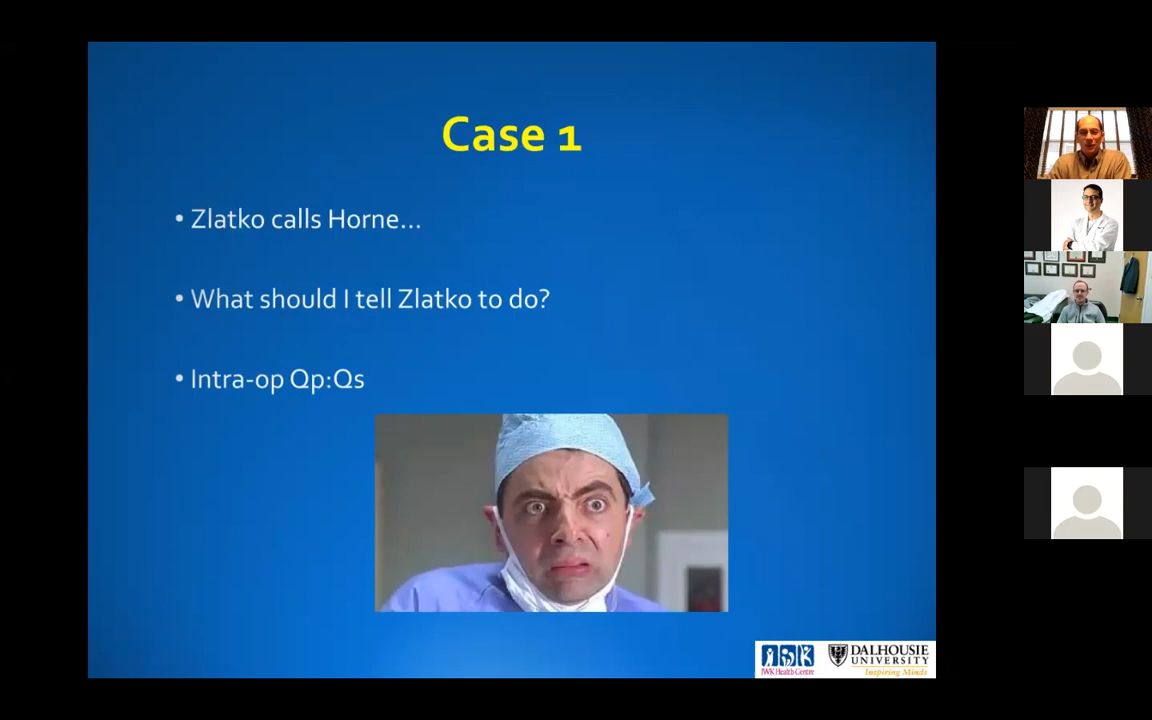 Case 1
• Zlatko calls Horne...
• What should I tell Zlatko to do?
• Intra-op Qp:Qs
IWK Health Centre
DALHOUSIE
UNIVERSITY
Inspiring Minds